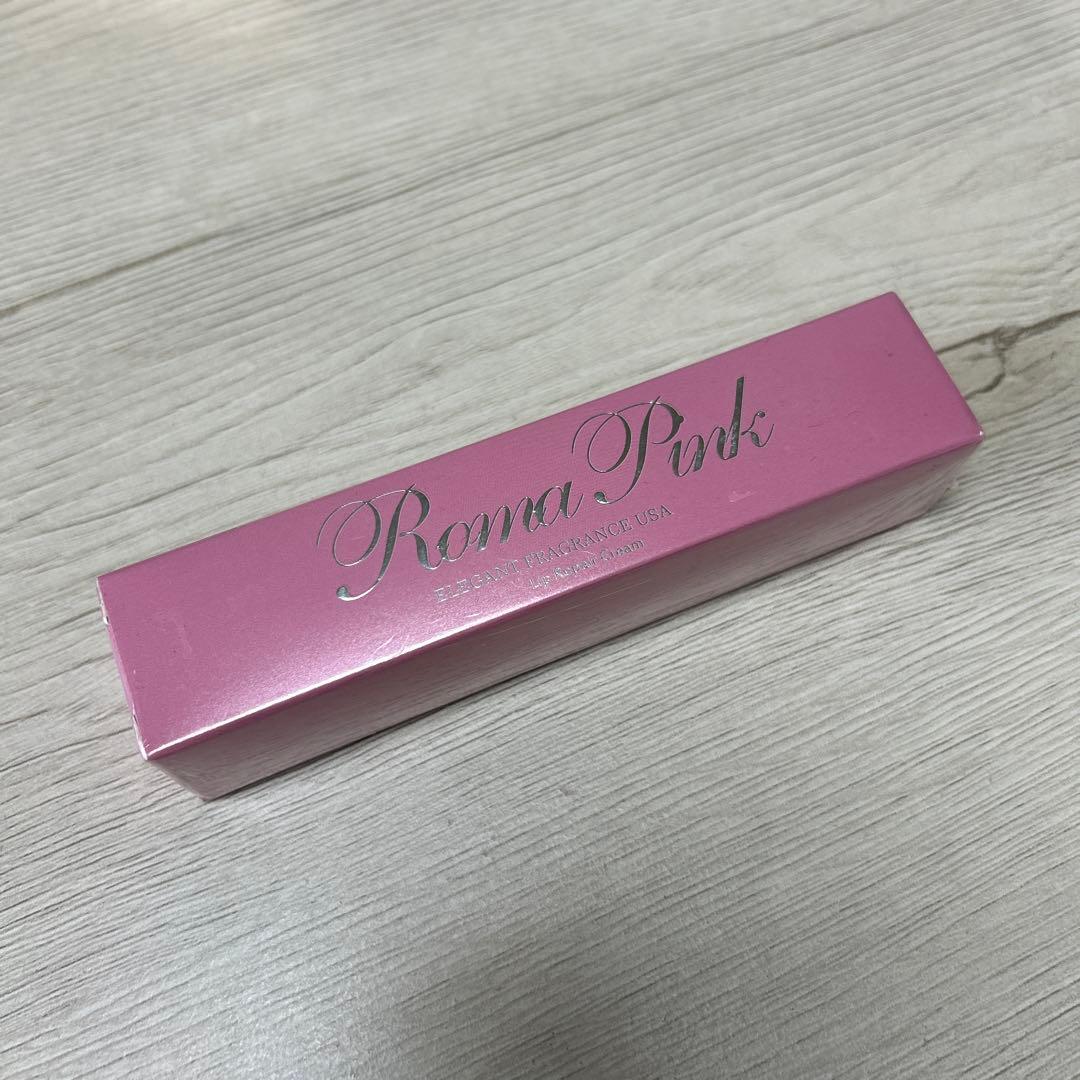 Roma Pink
ELEGANT FRAGRANCE USA
Lip Repair Cream